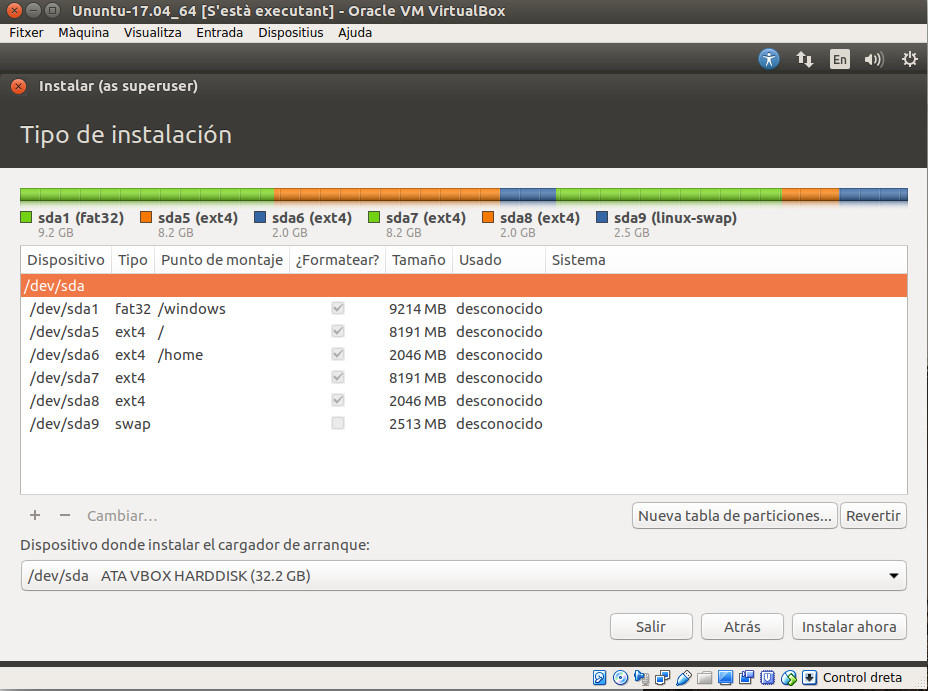 Ununtu-17.04_64 [S'està executant] - Oracle VM VirtualBox
Fitxer Màquina Visualitza Entrada Dispositius Ajuda
En
Instalar (as superuser)
Tipo de instalación
sda1 (fat32) sda5 (ext4) sda6 (ext4) sda7 (ext4) sda8 (ext4) sda9 (linux-swap)
9.2 GB 8.2 GB 2.0 GB 8.2 GB 2.0 GB 2.5 GB
Dispositivo Tipo Punto de montaje ¿Formatear? Tamaño Usado Sistema
/dev/sda
/dev/sda1 fat32 /windows 9214 MB desconocido
/dev/sda5 ext4 / 8191 MB desconocido
/dev/sda6 ext4 /home 2046 MB desconocido
/dev/sda7 ext4 8191 MB desconocido
/dev/sda8 ext4 2046 MB desconocido
/dev/sda9 swap 2513 MB desconocido
+ − Cambiar... Nueva tabla de particiones... Revertir
Dispositivo donde instalar el cargador de arranque:
/dev/sda ATA VBOX HARDDISK (32.2 GB)
Salir Atrás Instalar ahora
Control dreta